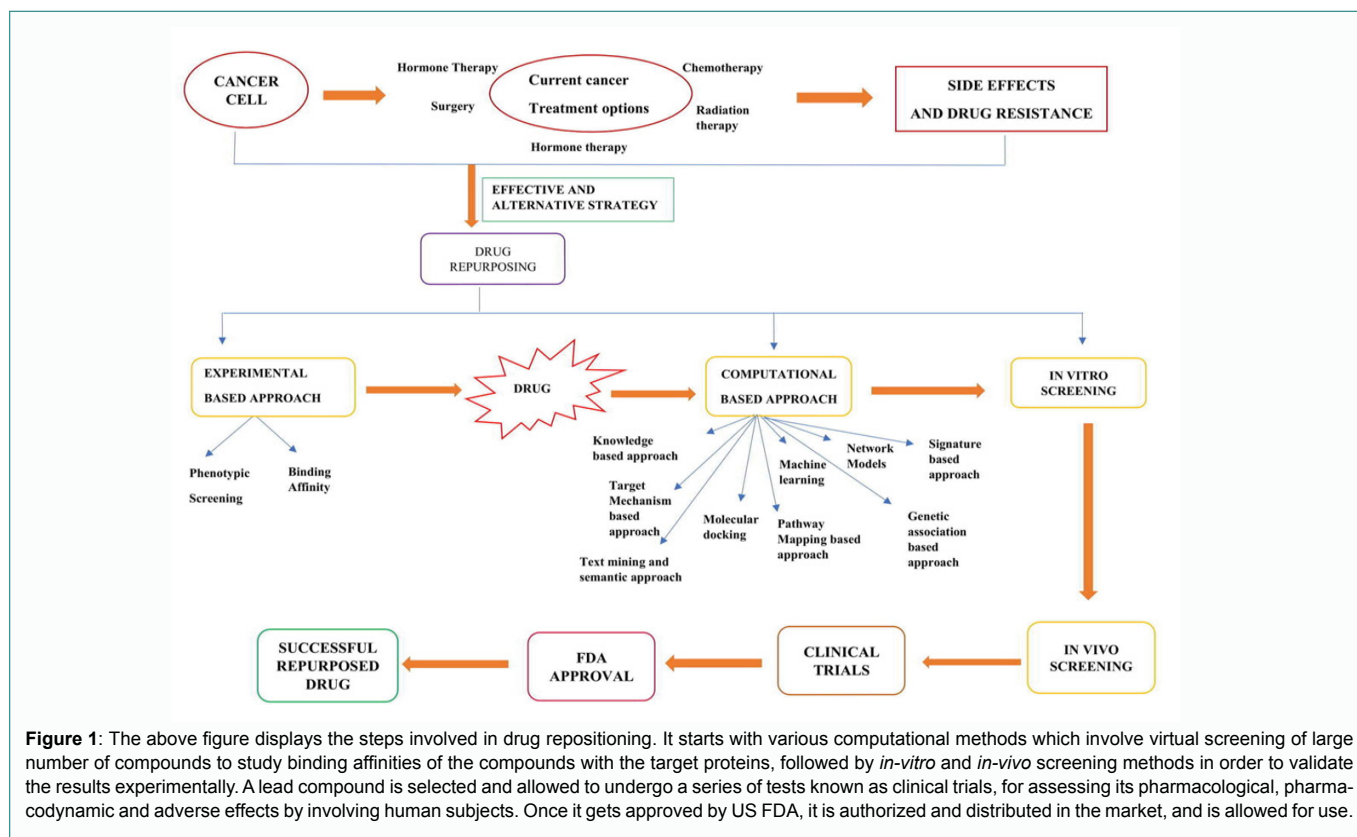 CANCER
CELL
Hormone Therapy
Surgery
Current cancer
Treatment options
Chemotherapy
Radiation
therapy
Hormone therapy
SIDE EFFECTS
AND DRUG RESISTANCE
EFFECTIVE AND
ALTERNATIVE STRATEGY
DRUG
REPURPOSING
EXPERIMENTAL
BASED APPROACH
DRUG
COMPUTATIONAL
BASED APPROACH
IN VITRO
SCREENING
Phenotypic
Screening
Binding
Affinity
Knowledge
based approach
Target
Mechanism
based
approach
Text mining and
semantic approach
Molecular
docking
Machine
learning
Pathway
Mapping based
approach
Network
Models
Genetic
association
based
approach
Signature
based
approach
SUCCESSFUL
REPURPOSED
DRUG
FDA
APPROVAL
CLINICAL
TRIALS
IN VIVO
SCREENING
Figure 1: The above figure displays the steps involved in drug repositioning. It starts with various computational methods which involve virtual screening of large
number of compounds to study binding affinities of the compounds with the target proteins, followed by in-vitro and in-vivo screening methods in order to validate
the results experimentally. A lead compound is selected and allowed to undergo a series of tests known as clinical trials, for assessing its pharmacological, pharma-
codynamic and adverse effects by involving human subjects. Once it gets approved by US FDA, it is authorized and distributed in the market, and is allowed for use.